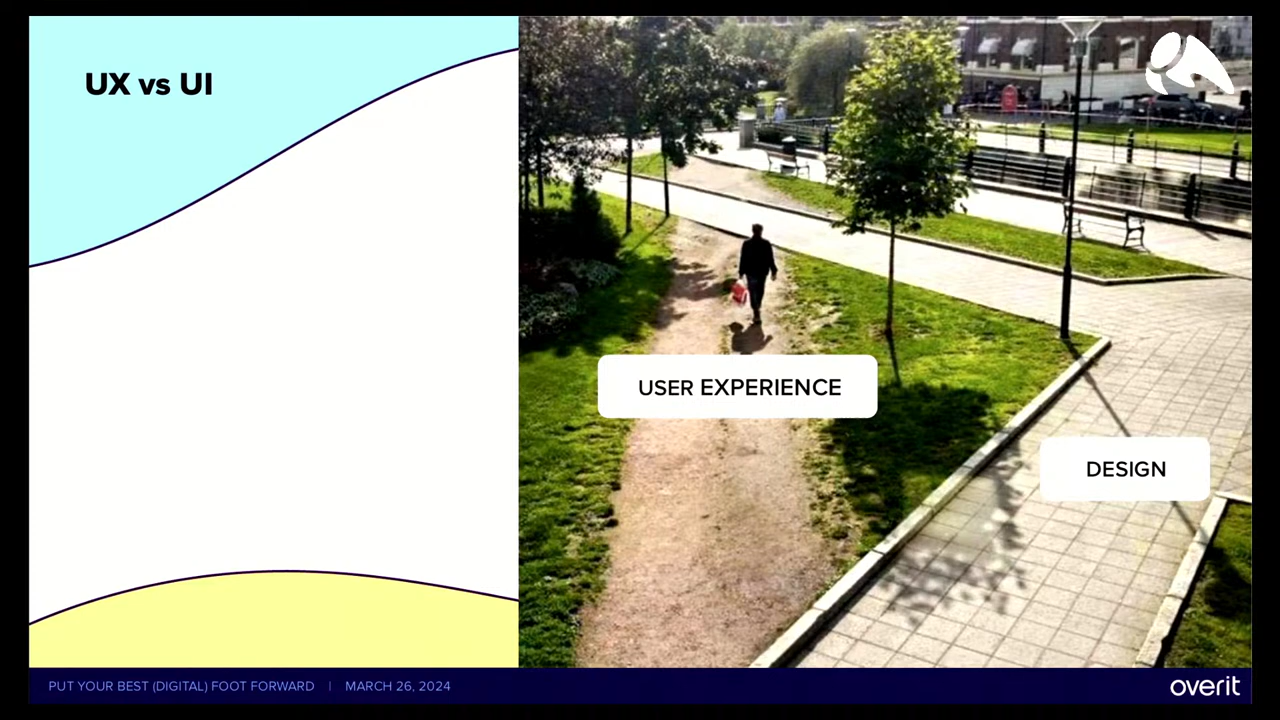 UX vs UI
USER EXPERIENCE
DESIGN
PUT YOUR BEST (DIGITAL) FOOT FORWARD | MARCH 26, 2024
overit